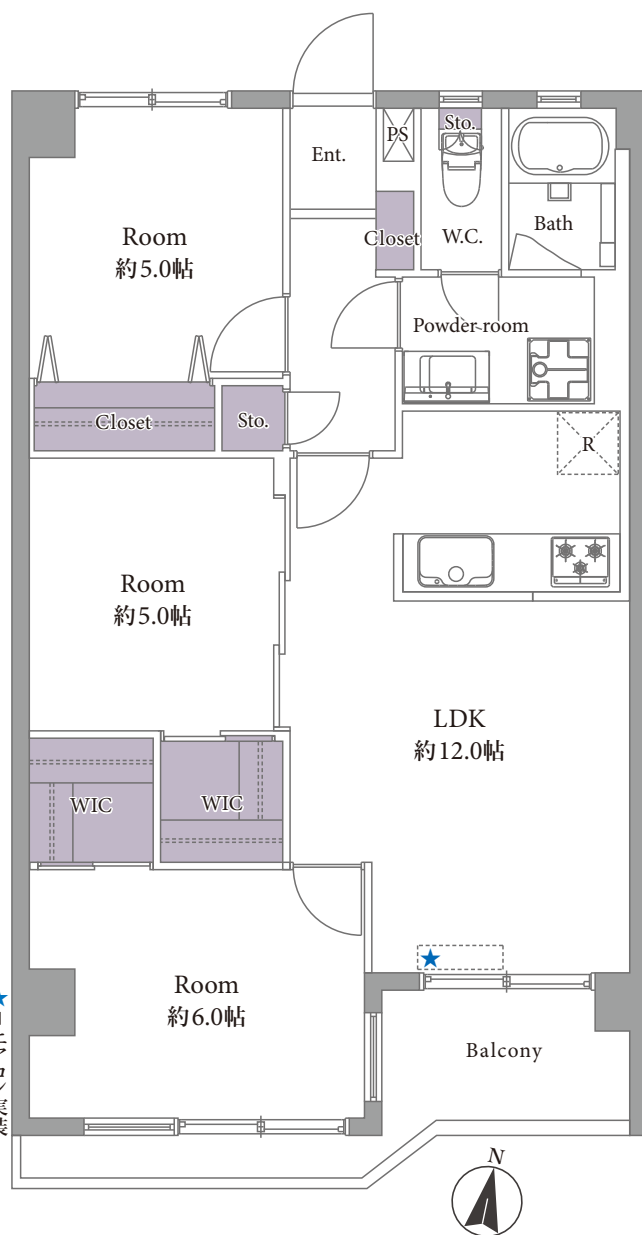 Ent.
PS
Sto.
W.C.
Bath
Room
約5.0帖
Closet
Powder room
Closet
Sto.
R
Room
約5.0帖
LDK
約12.0帖
WIC
WIC
★
Room
約6.0帖
Balcony
N